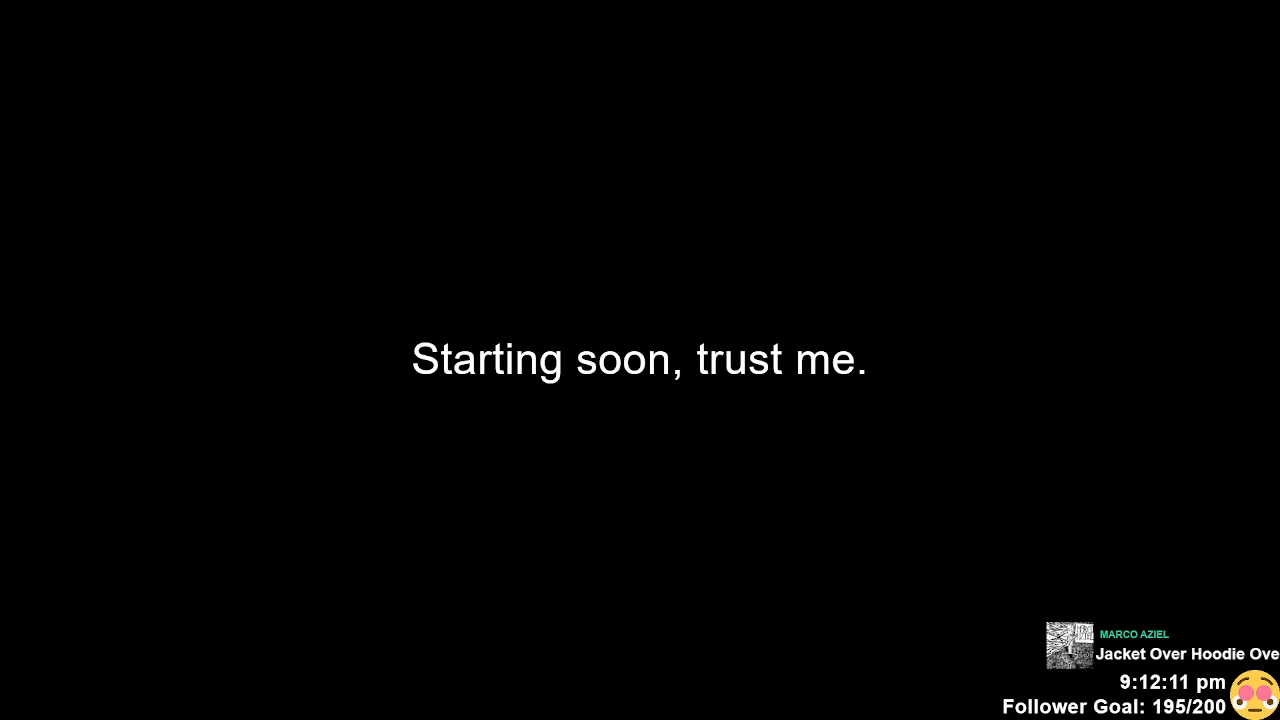 Starting soon, trust me.
MARCO AZIEL
Jacket Over Hoodie Ove
9:12:11 pm
Follower Goal: 195/200